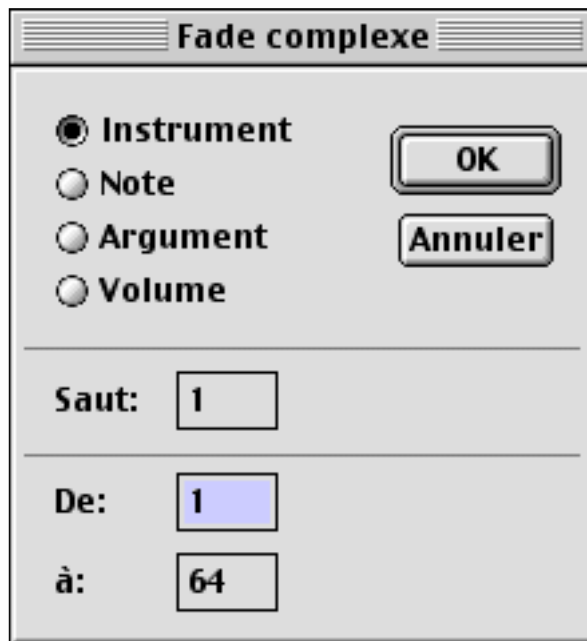 Fade complexe
Instrument
Note
Argument
Volume
OK
Annuler
Saut: 1
De: 1
à: 64